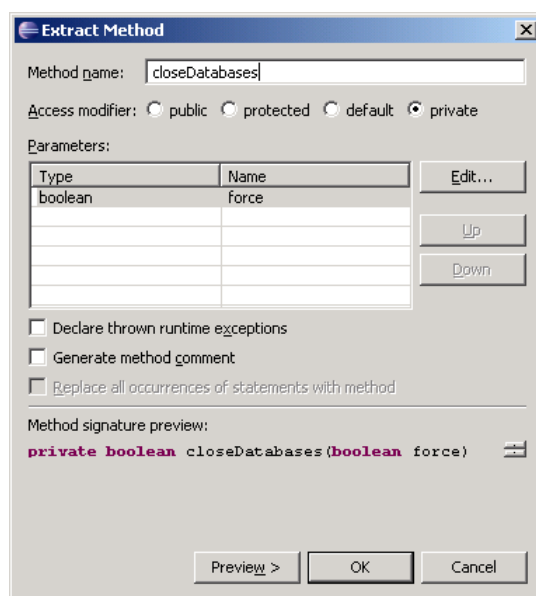 Extract Method
Method name: closeDatabases
Access modifier: public protected default private
Parameters:
Type Name Edit...
boolean force
Up
Down
Declare thrown runtime exceptions
Generate method comment
Replace all occurrences of statements with method
Method signature preview:
private boolean closeDatabases(boolean force)
Preview > OK Cancel